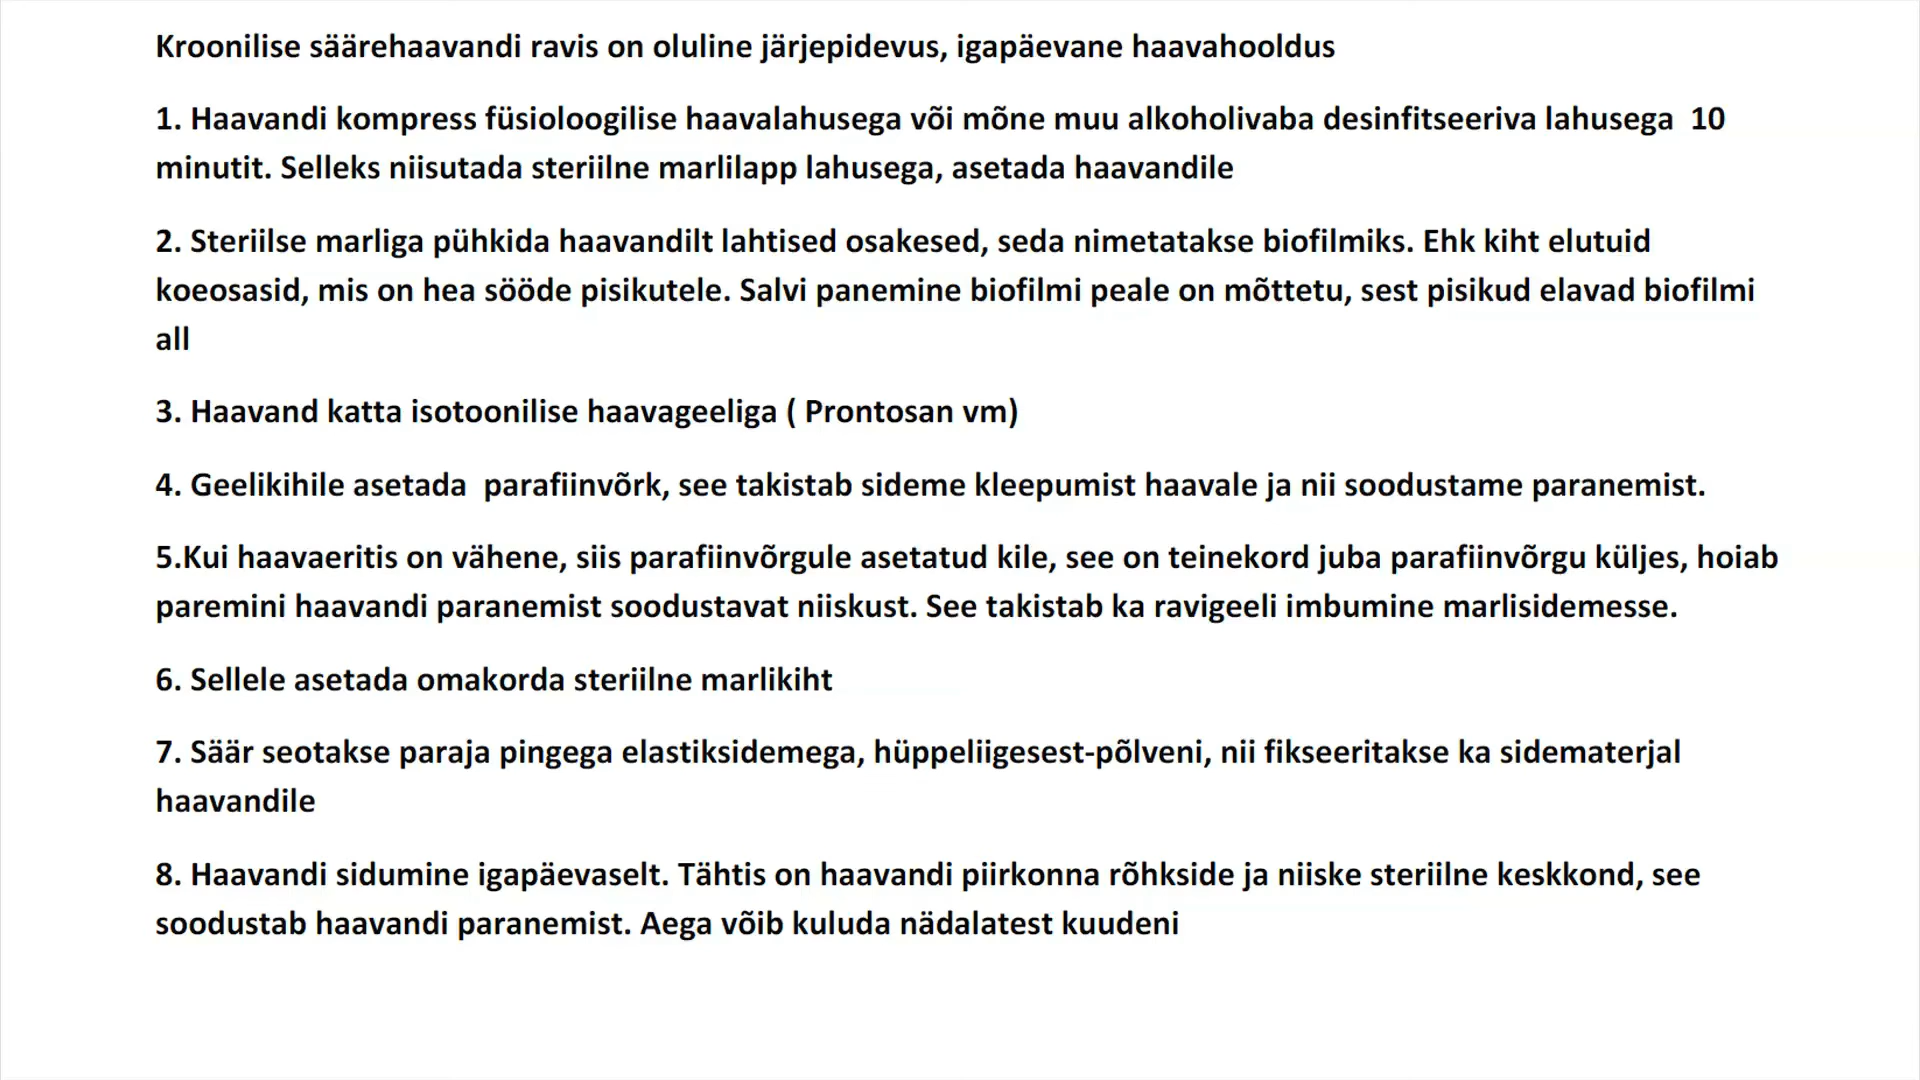 Kroonilise säärehaavandi ravis on oluline järjepidevus, igapäevane haavahooldus
1. Haavandi kompress füsioloogilise haavalahusega või mõne muu alkoholivaba desinfitseeriva lahusega  10
minutit. Selleks niisutada steriilne marlilapp lahusega, asetada haavandile
2. Steriilse marliga pühkida haavandilt lahtised osakesed, seda nimetatakse biofilmiks. Ehk kiht elutuid
koeosasid, mis on hea sööde pisikutele. Salvi panemine biofilmi peale on mõttetu, sest pisikud elavad biofilmi
all
3. Haavand katta isotoonilise haavageeliga ( Prontosan vm)
4. Geelikihile asetada  parafiinvõrk, see takistab sideme kleepumist haavale ja nii soodustame paranemist.
5.Kui haavaeritis on vähene, siis parafiinvõrgule asetatud kile, see on teinekord juba parafiinvõrgu küljes, hoiab
paremini haavandi paranemist soodustavat niiskust. See takistab ka ravigeeli imbumine marlisidemesse.
6. Sellele asetada omakorda steriilne marlikiht
7. Säär seotakse paraja pingega elastiksidemega, hüppeliigesest-põlveni, nii fikseeritakse ka sidematerjal
haavandile
8. Haavandi sidumine igapäevaselt. Tähtis on haavandi piirkonna rõhkside ja niiske steriilne keskkond, see
soodustab haavandi paranemist. Aega võib kuluda nädalatest kuudeni